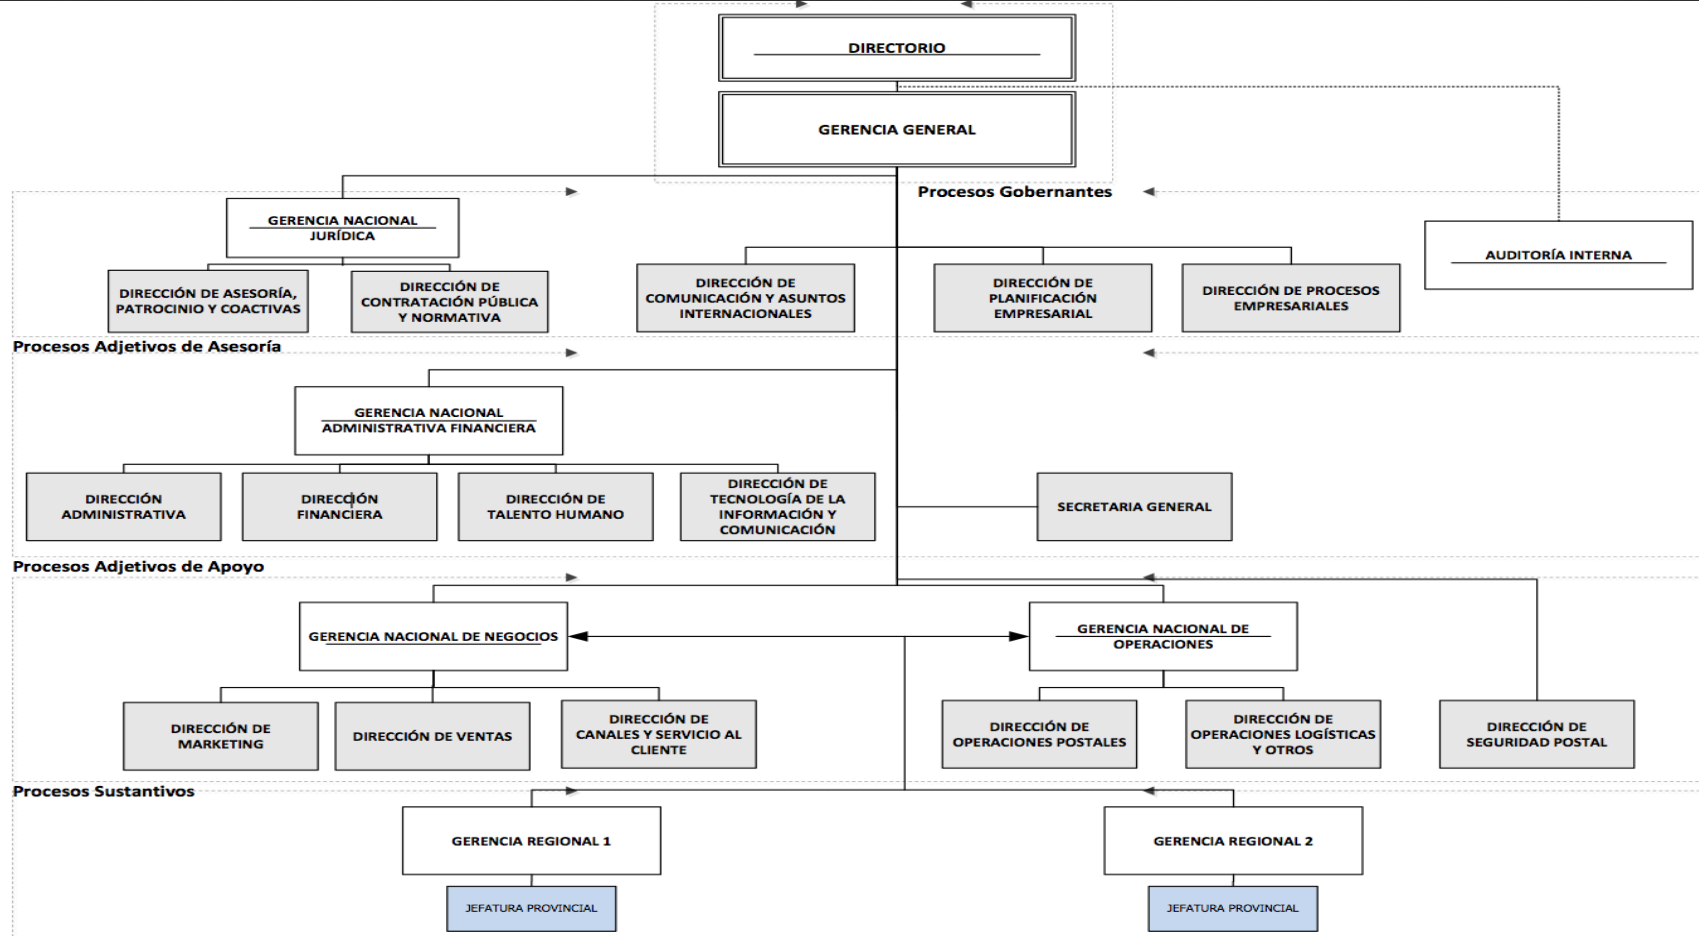 DIRECTORIO
GERENCIA GENERAL
Procesos Gobernantes
GERENCIA NACIONAL
JURÍDICA
AUDITORÍA INTERNA
DIRECCIÓN DE ASESORÍA,
PATROCINIO Y COACTIVAS
DIRECCIÓN DE
CONTRATACIÓN PÚBLICA
Y NORMATIVA
DIRECCIÓN DE
COMUNICACIÓN Y ASUNTOS
INTERNACIONALES
DIRECCIÓN DE
PLANIFICACIÓN
EMPRESARIAL
DIRECCIÓN DE PROCESOS
EMPRESARIALES
Procesos Adjetivos de Asesoría
GERENCIA NACIONAL
ADMINISTRATIVA FINANCIERA
DIRECCIÓN
ADMINISTRATIVA
DIRECCIÓN
FINANCIERA
DIRECCIÓN DE
TALENTO HUMANO
DIRECCIÓN DE
TECNOLOGÍA DE LA
INFORMACIÓN Y
COMUNICACIÓN
SECRETARIA GENERAL
Procesos Adjetivos de Apoyo
GERENCIA NACIONAL DE NEGOCIOS
GERENCIA NACIONAL DE
OPERACIONES
DIRECCIÓN DE
MARKETING
DIRECCIÓN DE VENTAS
DIRECCIÓN DE
CANALES Y SERVICIO AL
CLIENTE
DIRECCIÓN DE
OPERACIONES POSTALES
DIRECCIÓN DE
OPERACIONES LOGÍSTICAS
Y OTROS
DIRECCIÓN DE
SEGURIDAD POSTAL
Procesos Sustantivos
GERENCIA REGIONAL 1
GERENCIA REGIONAL 2
JEFATURA PROVINCIAL
JEFATURA PROVINCIAL